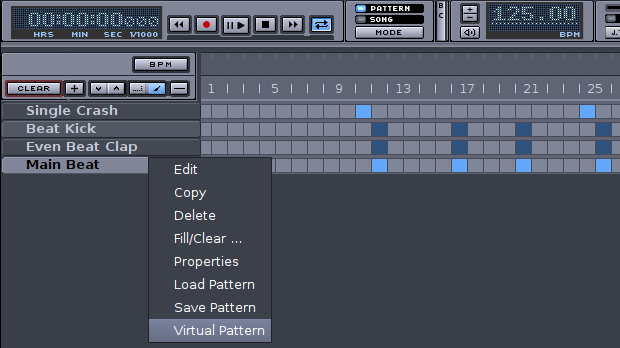 00:00:00.000
HRS MIN SEC 1/1000
PATTERN
SONG
MODE
B
C
125.00
BPM
J.T
BPM
CLEAR
1 5 9 13 17 21 25
Single Crash
Beat Kick
Even Beat Clap
Main Beat
Edit
Copy
Delete
Fill/Clear ...
Properties
Load Pattern
Save Pattern
Virtual Pattern